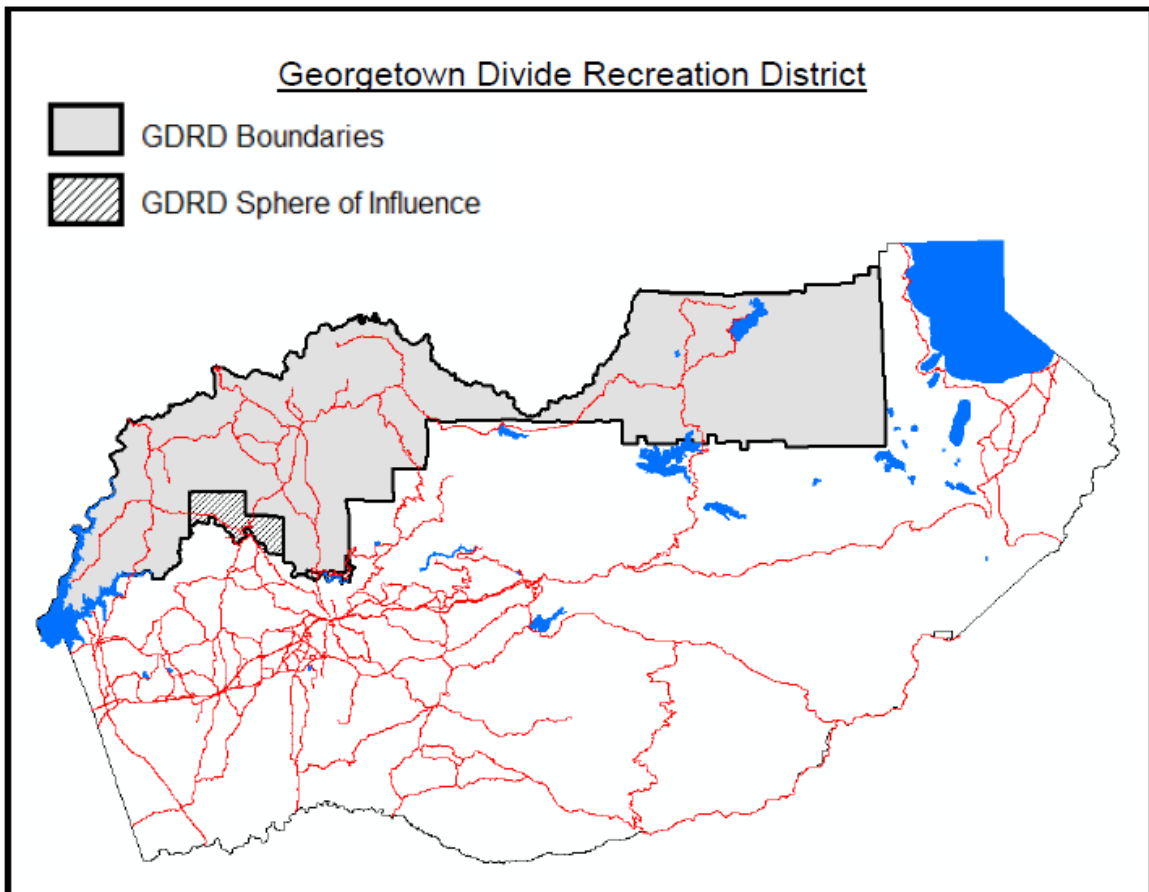 Georgetown Divide Recreation District
GDRD Boundaries
GDRD Sphere of Influence